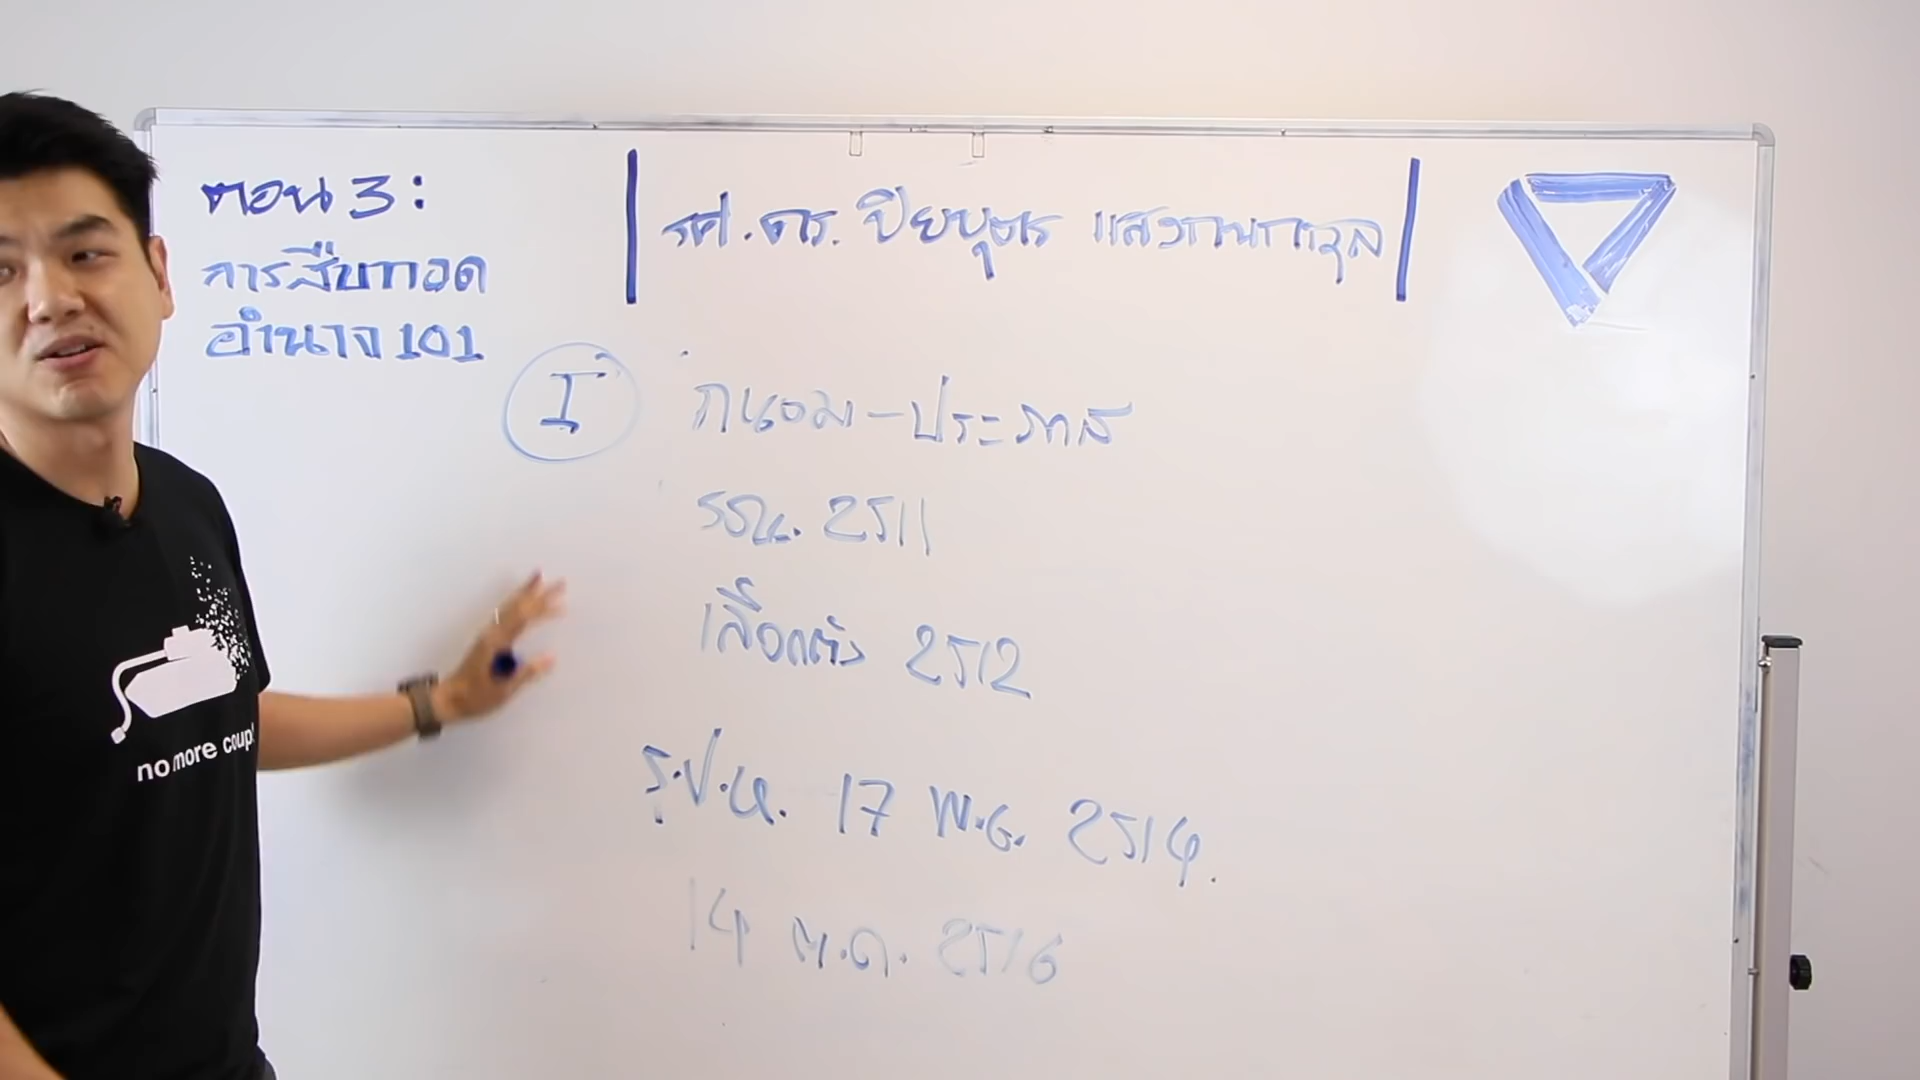 ตอน 3 :
การสืบทอด
อำนาจ 101
รศ.ดร. ปิยบุตร แสงกนกกุล
I
ถนอม - ประภาส
รธน. 2511
เลือกตั้ง 2512
ร.ป.ห. 17 พ.ย. 2514.
14 ต.ค. 2516
no more coup!